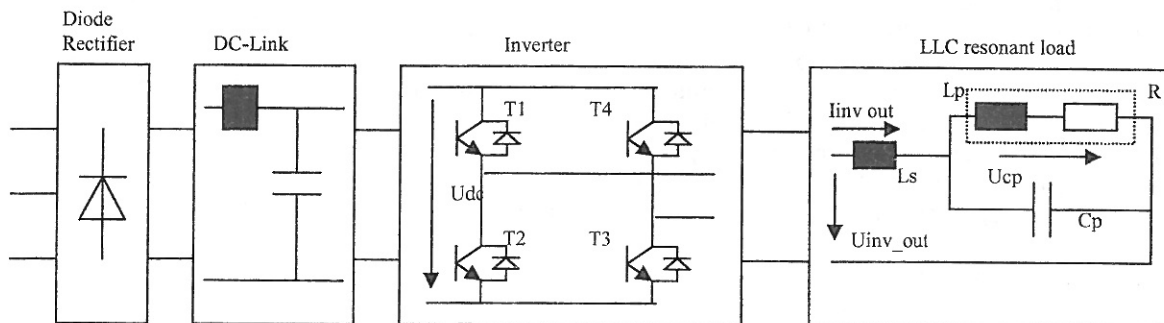 Diode
Rectifier
DC-Link
Inverter
LLC resonant load
T1
T4
Udc
T2
T3
Iinv out
Lp
R
Ls
Ucp
Cp
Uinv_out